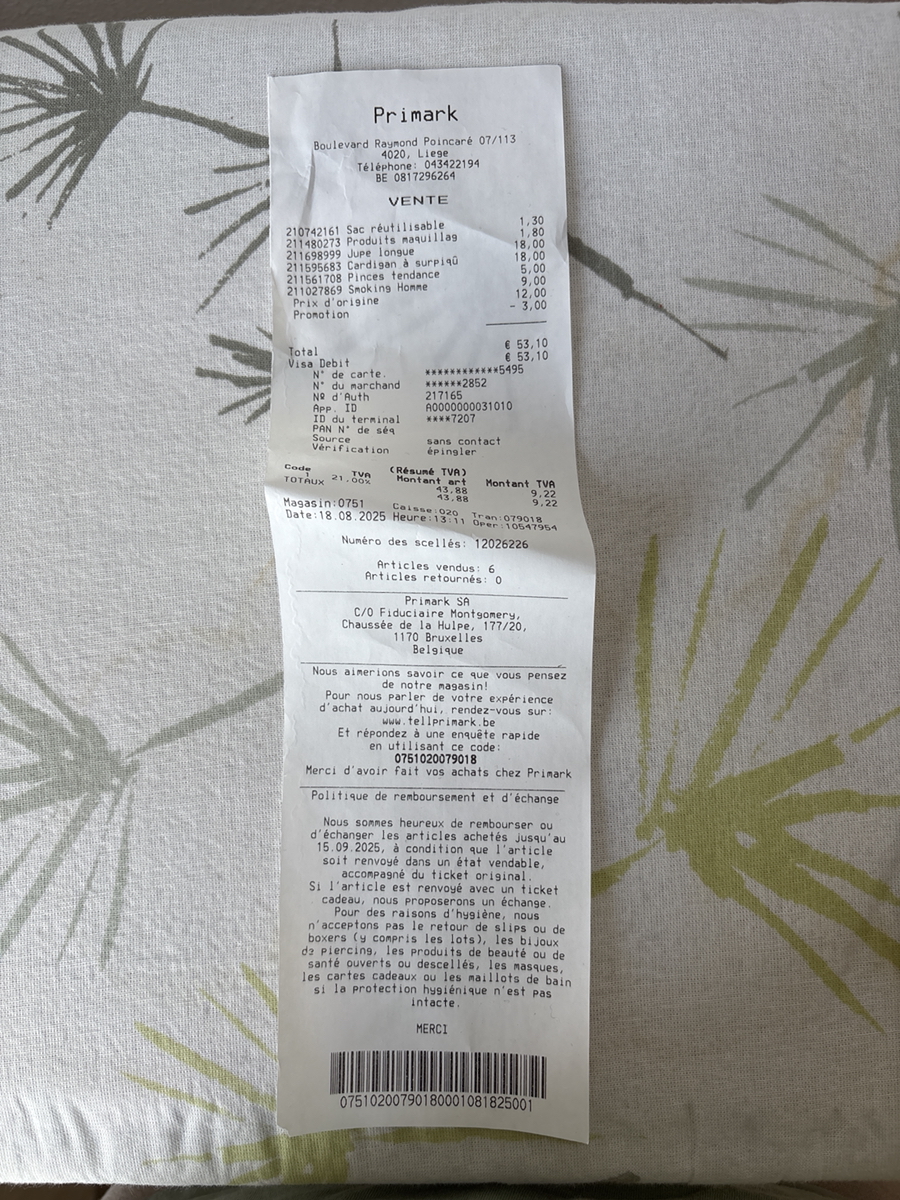 Primark
Boulevard Raymond Poincaré 07/113
4020, Liege
Téléphone: 043422194
BE 0817296264
VENTE
210742161 Sac réutilisable 1,30
211480273 Produits maquillag 1,80
211698999 Jupe longue 18,00
211595683 Cardigan à surpiqû 18,00
211561708 Pinces tendance 5,00
211027869 Smoking Homme 9,00
Prix d'origine 12,00
Promotion - 3,00
Total € 53,10
Visa Debit € 53,10
N° de carte. ************5495
N° du marchand ******2852
Nº d'Auth 217165
App. ID A0000000031010
ID du terminal ****7207
PAN N° de séq
Source sans contact
Vérification épingler
(Résumé TVA)
Code TVA Montant art Montant TVA
1 21.00% 43,88 9,22
TOTAUX 43,88 9,22
Magasin:0751 Caisse:020 Tran:079018
Date:18.08.2025 Heure:13:11 Oper:10547954
Numéro des scellés: 12026226
Articles vendus: 6
Articles retournés: 0
Primark SA
C/O Fiduciaire Montgomery,
Chaussée de la Hulpe, 177/20,
1170 Bruxelles
Belgique
Nous aimerions savoir ce que vous pensez
de notre magasin!
Pour nous parler de votre expérience
d'achat aujourd'hui, rendez-vous sur:
www.tellprimark.be
Et répondez à une enquête rapide
en utilisant ce code:
0751020079018
Merci d'avoir fait vos achats chez Primark
Politique de remboursement et d'échange
Nous sommes heureux de rembourser ou
d'échanger les articles achetés jusqu'au
15.09.2025, à condition que l'article
soit renvoyé dans un état vendable,
accompagné du ticket original.
Si l'article est renvoyé avec un ticket
cadeau, nous proposerons un échange.
Pour des raisons d'hygiène, nous
n'acceptons pas le retour de slips ou de
boxers (y compris les lots), les bijoux
de piercing, les produits de beauté ou de
santé ouverts ou descellés, les masques,
les cartes cadeaux ou les maillots de bain
si la protection hygiénique n'est pas
intacte.
MERCI
07510200790180001081825001